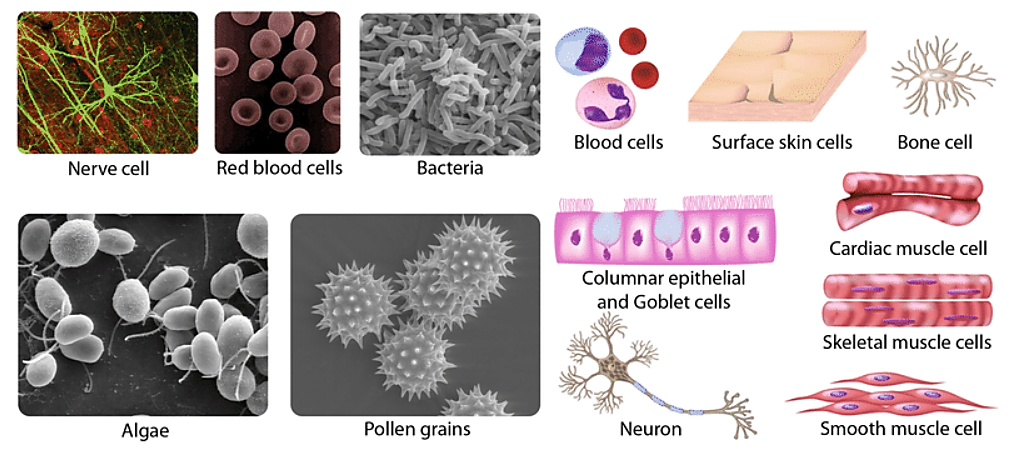 Nerve cell
Red blood cells
Bacteria
Blood cells
Surface skin cells
Bone cell
Algae
Pollen grains
Columnar epithelial
and Goblet cells
Neuron
Cardiac muscle cell
Skeletal muscle cells
Smooth muscle cell